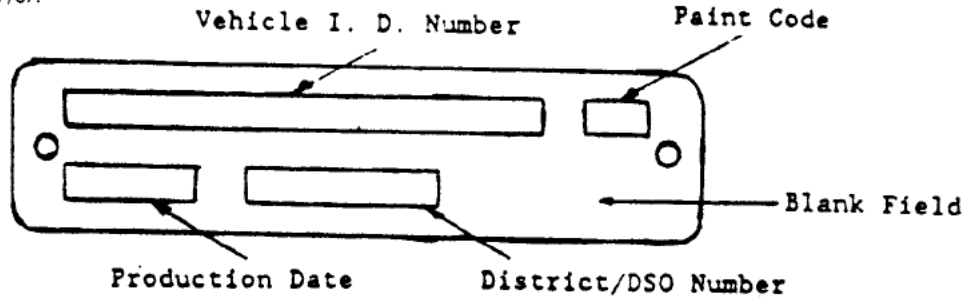 Vehicle I. D. Number
Paint Code
Blank Field
Production Date
District/DSO Number